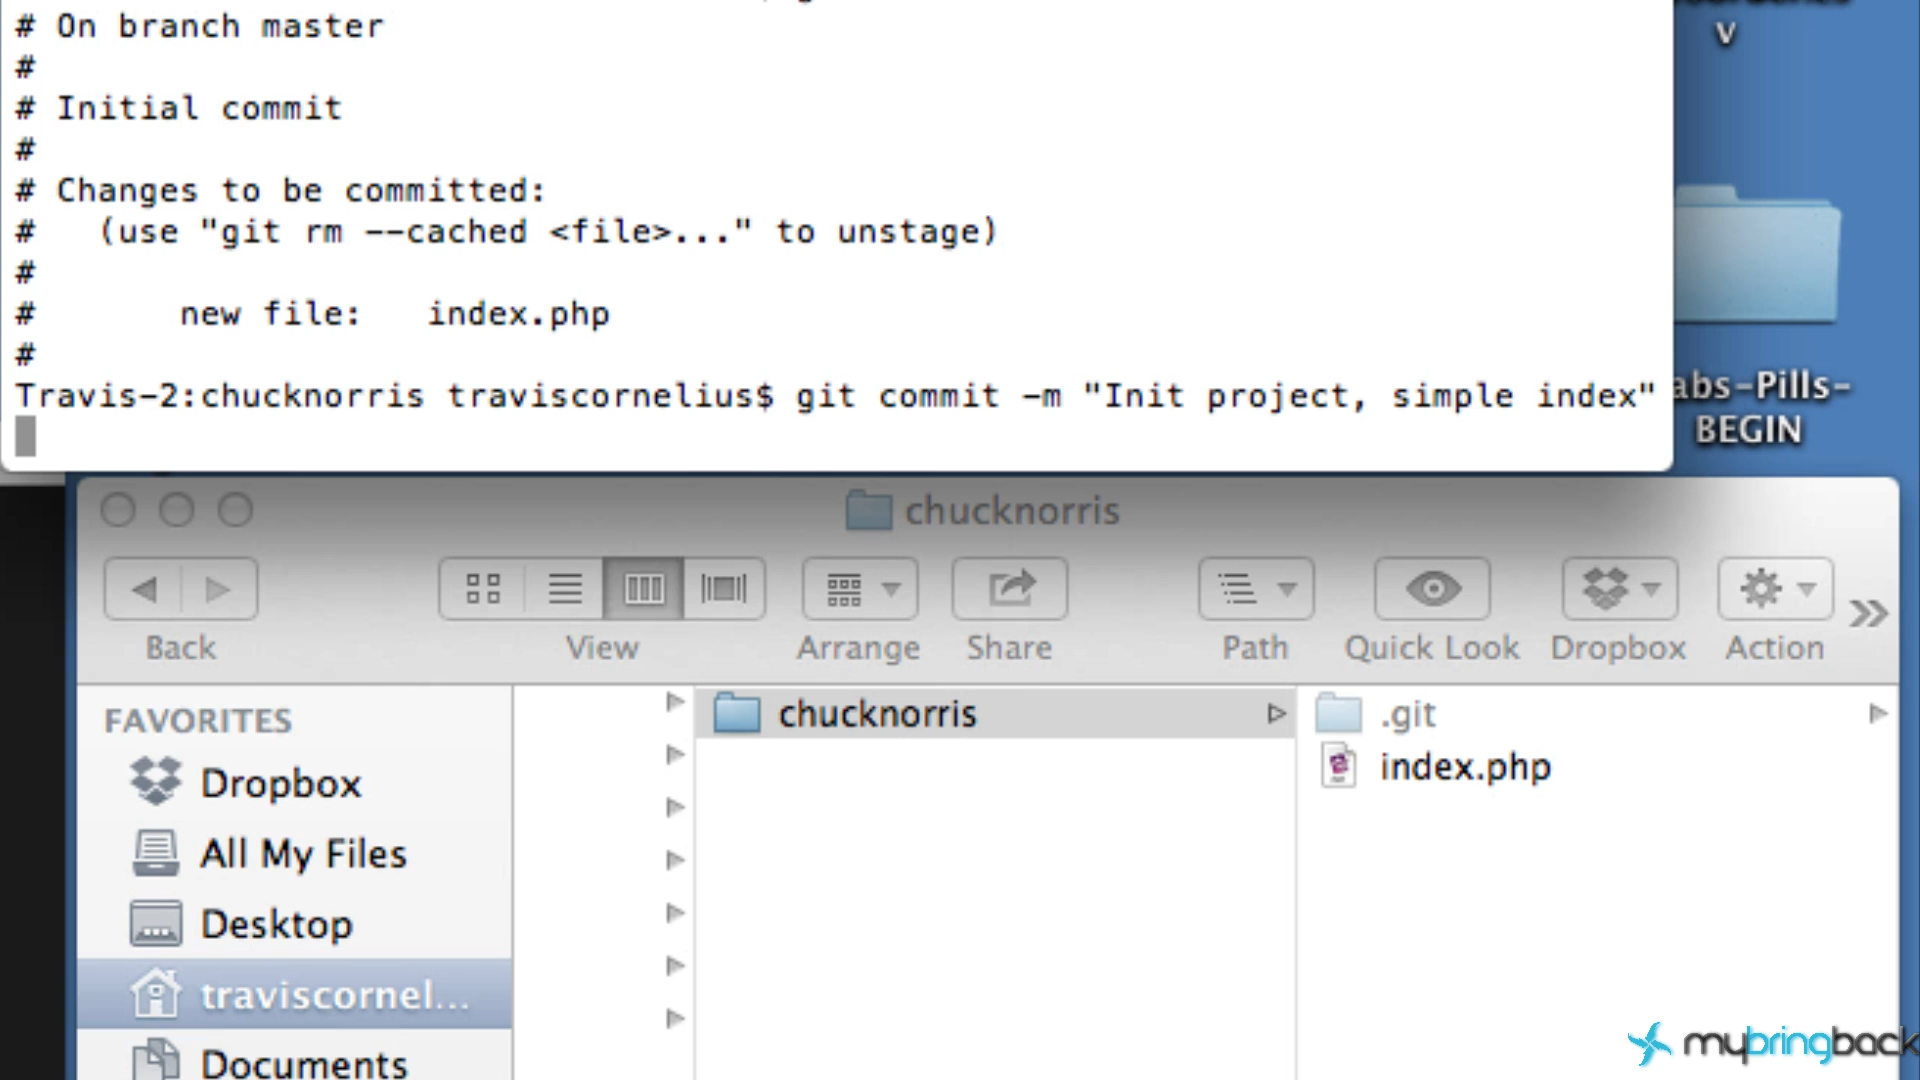 # On branch master
#
# Initial commit
#
# Changes to be committed:
#   (use "git rm --cached <file>..." to unstage)
#
#       new file:   index.php
#
Travis-2:chucknorris traviscornelius$ git commit -m "Init project, simple index"
v
abs-Pills-
BEGIN
chucknorris
Back
View
Arrange
Share
Path
Quick Look
Dropbox
Action
FAVORITES
Dropbox
All My Files
Desktop
traviscornel...
Documents
chucknorris
.git
index.php
mybringback